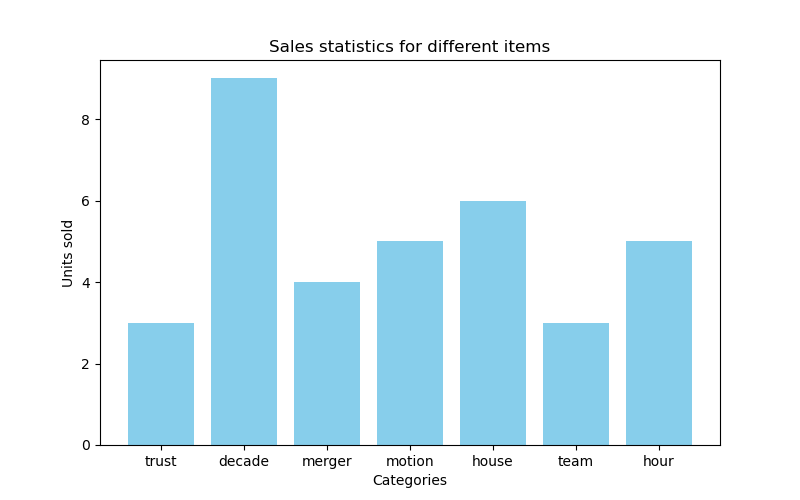 Sales statistics for different items
Units sold
8
6
4
2
0
trust decade merger motion house team hour
Categories